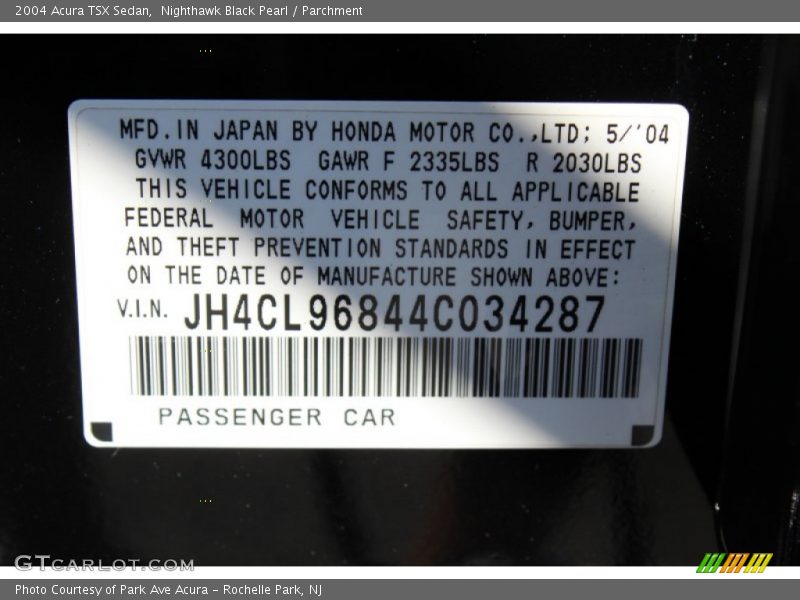 2004 Acura TSX Sedan,  Nighthawk Black Pearl / Parchment
MFD.IN JAPAN BY HONDA MOTOR CO.,LTD; 5/'04
GVWR 4300LBS  GAWR F 2335LBS  R 2030LBS
THIS VEHICLE CONFORMS TO ALL APPLICABLE
FEDERAL MOTOR VEHICLE SAFETY, BUMPER,
AND THEFT PREVENTION STANDARDS IN EFFECT
ON THE DATE OF MANUFACTURE SHOWN ABOVE:
V.I.N. JH4CL96844C034287
PASSENGER CAR
GTCARLOT.COM
Photo Courtesy of Park Ave Acura - Rochelle Park, NJ